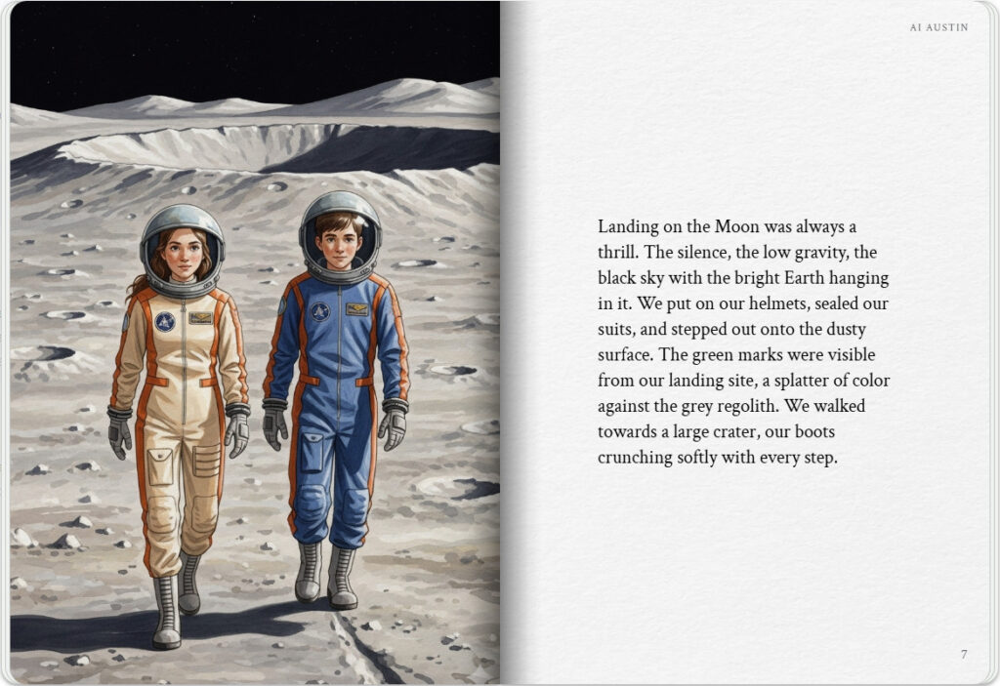 AI AUSTIN
Landing on the Moon was always a
thrill. The silence, the low gravity, the
black sky with the bright Earth hanging
in it. We put on our helmets, sealed our
suits, and stepped out onto the dusty
surface. The green marks were visible
from our landing site, a splatter of color
against the grey regolith. We walked
towards a large crater, our boots
crunching softly with every step.
7